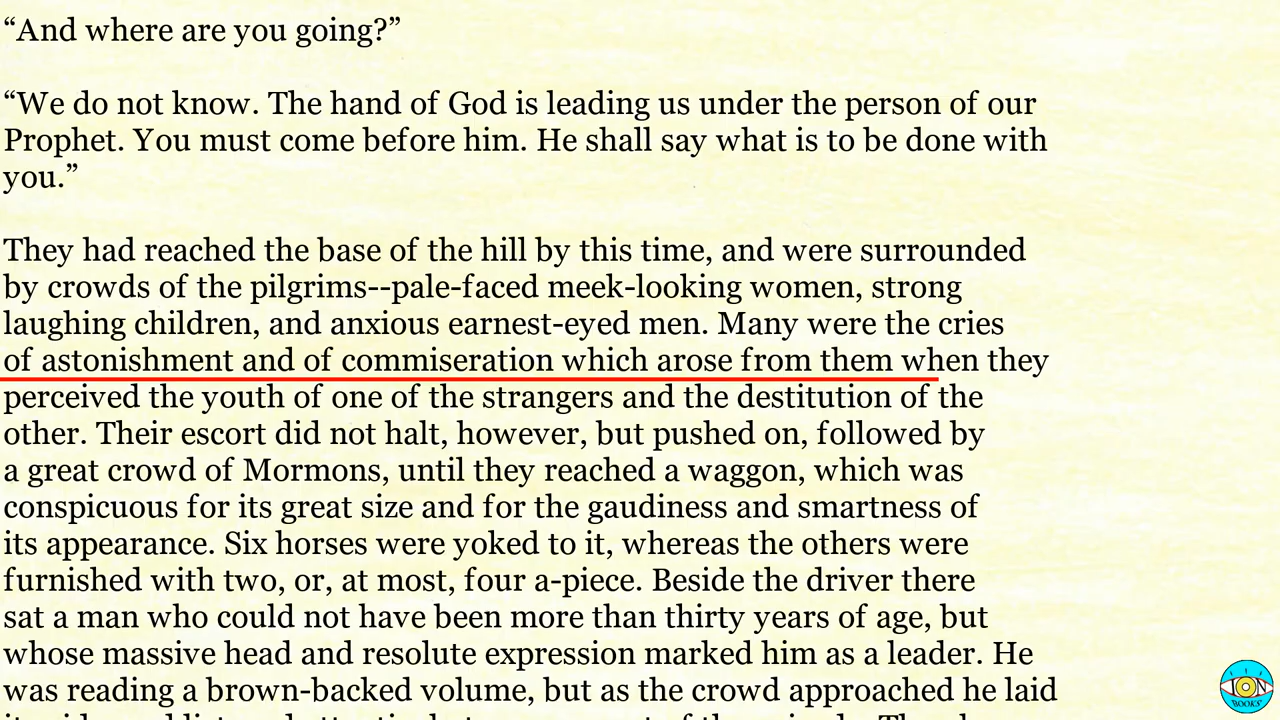 “And where are you going?”
“We do not know. The hand of God is leading us under the person of our
Prophet. You must come before him. He shall say what is to be done with
you.”
They had reached the base of the hill by this time, and were surrounded
by crowds of the pilgrims--pale-faced meek-looking women, strong
laughing children, and anxious earnest-eyed men. Many were the cries
of astonishment and of commiseration which arose from them when they
perceived the youth of one of the strangers and the destitution of the
other. Their escort did not halt, however, but pushed on, followed by
a great crowd of Mormons, until they reached a waggon, which was
conspicuous for its great size and for the gaudiness and smartness of
its appearance. Six horses were yoked to it, whereas the others were
furnished with two, or, at most, four a-piece. Beside the driver there
sat a man who could not have been more than thirty years of age, but
whose massive head and resolute expression marked him as a leader. He
was reading a brown-backed volume, but as the crowd approached he laid
ION
BOOKS